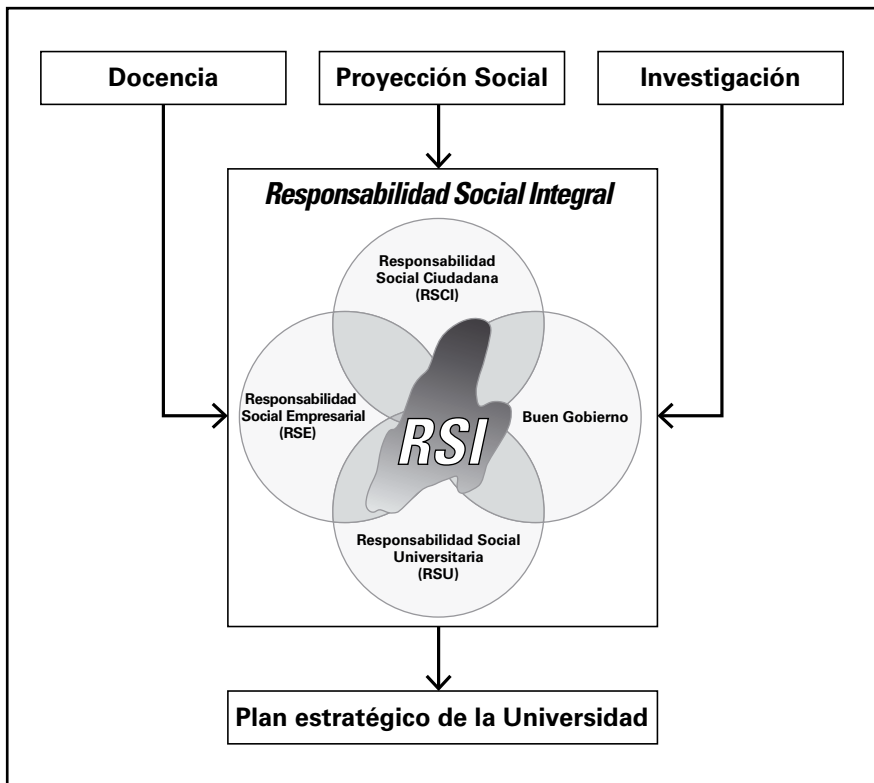 Docencia
Proyección Social
Investigación
Responsabilidad Social Integral
Responsabilidad
Social Ciudadana
(RSCI)
Responsabilidad
Social Empresarial
(RSE)
RSI
Buen Gobierno
Responsabilidad Social
Universitaria
(RSU)
Plan estratégico de la Universidad